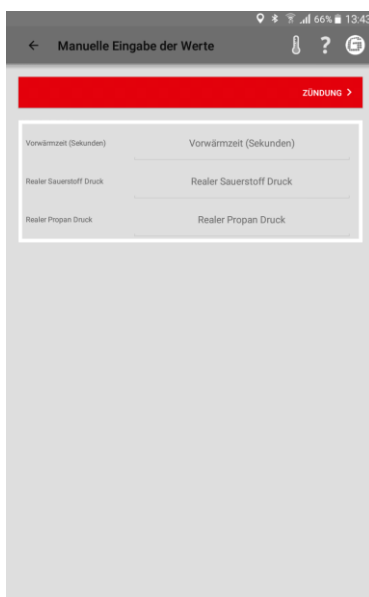 66% 13:43
Manuelle Eingabe der Werte ?
ZÜNDUNG >
Vorwärmzeit (Sekunden) Vorwärmzeit (Sekunden)
Realer Sauerstoff Druck Realer Sauerstoff Druck
Realer Propan Druck Realer Propan Druck